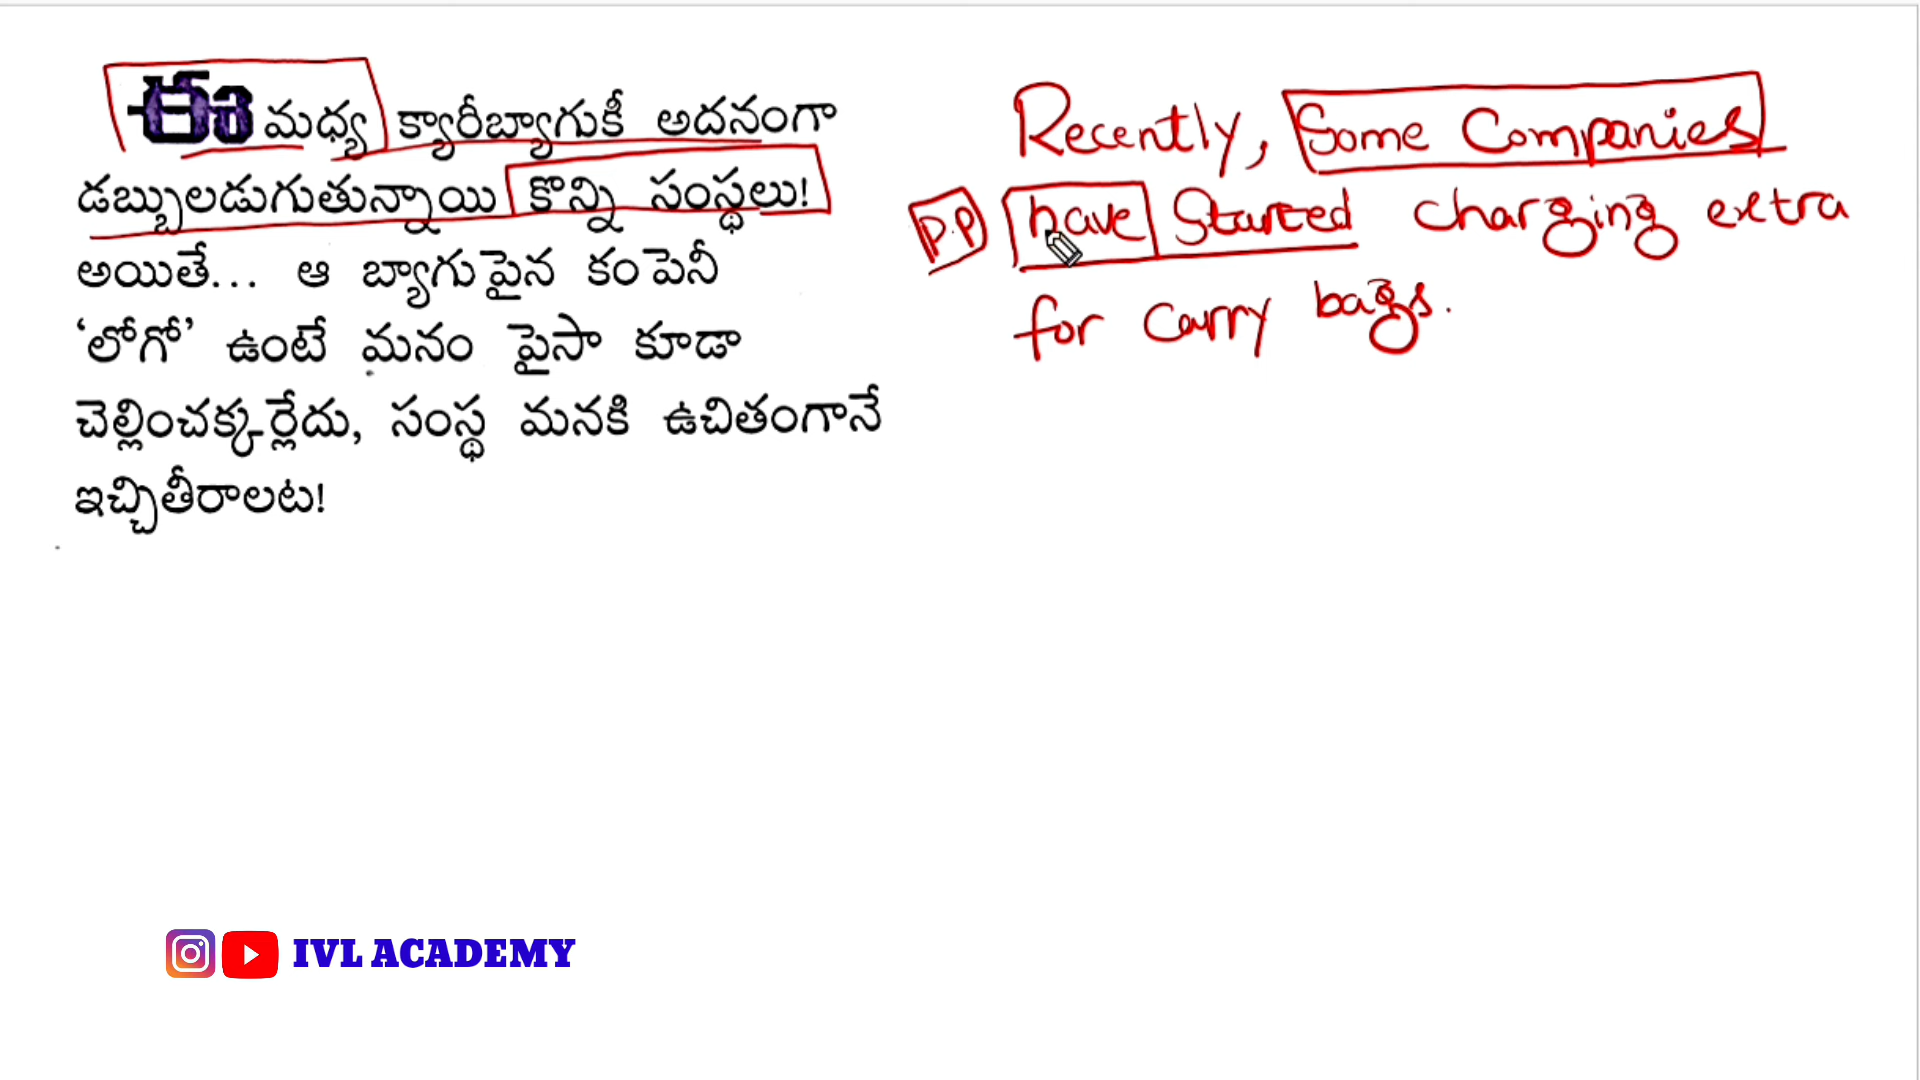 ఈ మధ్య క్యారీబ్యాగుకీ అదనంగా
డబ్బులడుగుతున్నాయి కొన్ని సంస్థలు!
అయితే... ఆ బ్యాగుపైన కంపెనీ
‘లోగో’ ఉంటే మనం పైసా కూడా
చెల్లించక్కర్లేదు, సంస్థ మనకి ఉచితంగానే
ఇచ్చితీరాలట!
Recently, Some Companies
P.P have Started charging extra
for carry bags.
IVL ACADEMY